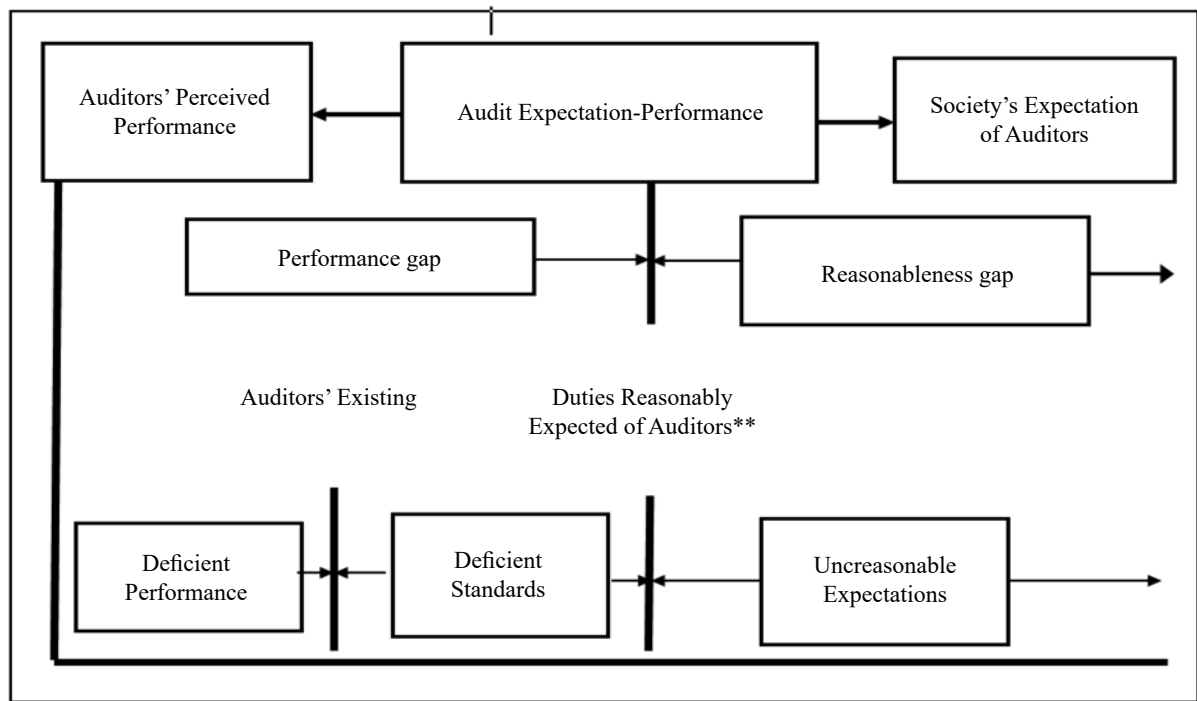 Auditors’ Perceived
Performance
Audit Expectation-Performance
Society’s Expectation
of Auditors
Performance gap
Reasonableness gap
Auditors’ Existing
Duties Reasonably
Expected of Auditors**
Deficient
Performance
Deficient
Standards
Uncreasonable
Expectations